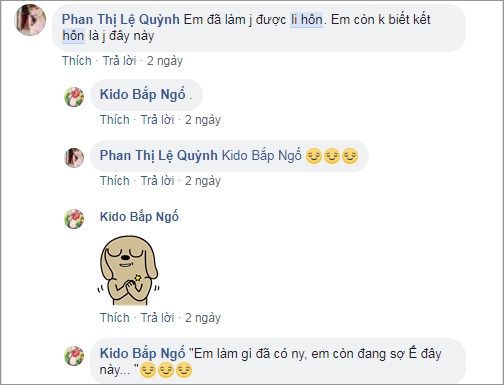 Phan Thị Lệ Quỳnh Em đã làm j được li hôn. Em còn k biết kết
hôn là j đây này
Thích · Trả lời · 2 ngày
Kido Bắp Ngố .
Thích · Trả lời · 2 ngày
Phan Thị Lệ Quỳnh Kido Bắp Ngố 😏😏😏
Thích · Trả lời · 2 ngày
Kido Bắp Ngố
Thích · Trả lời · 2 ngày
Kido Bắp Ngố "Em làm gì đã có ny, em còn đang sợ Ế đây
này... "😏😏😏